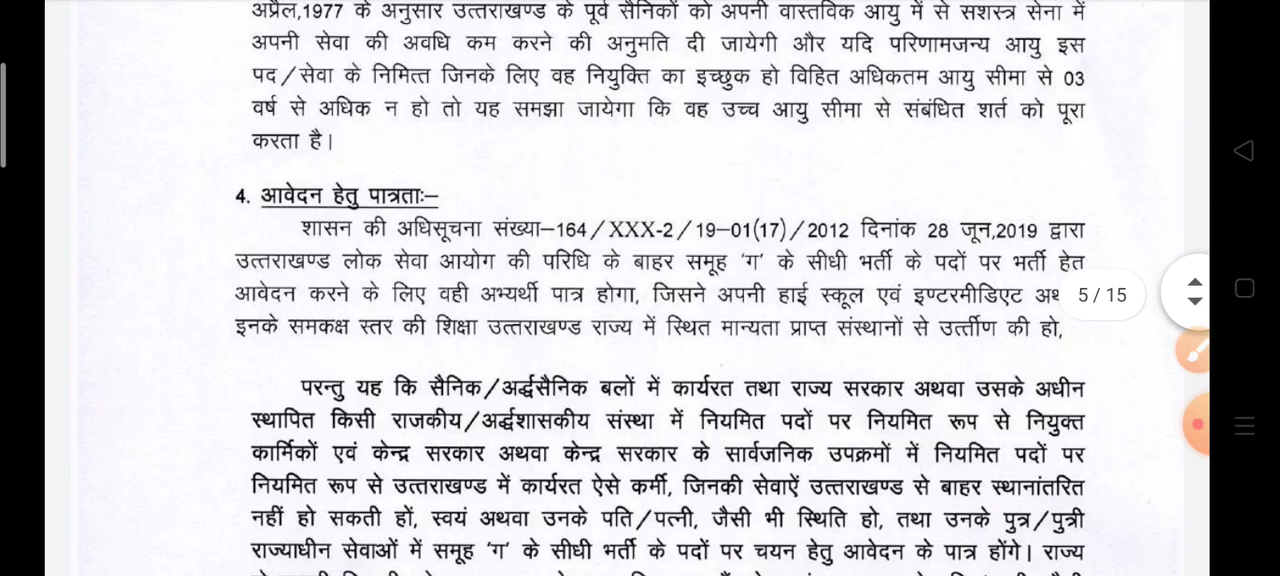 अप्रैल,1977 के अनुसार उत्तराखण्ड के पूर्व सैनिकों को अपनी वास्तविक आयु में से सशस्त्र सेना में
अपनी सेवा की अवधि कम करने की अनुमति दी जायेगी और यदि परिणामजन्य आयु इस
पद/सेवा के निमित्त जिनके लिए वह नियुक्ति का इच्छुक हो विहित अधिकतम आयु सीमा से 03
वर्ष से अधिक न हो तो यह समझा जायेगा कि वह उच्च आयु सीमा से संबंधित शर्त को पूरा
करता है।
4. आवेदन हेतु पात्रताः–
शासन की अधिसूचना संख्या–164/XXX-2/19–01(17)/2012 दिनांक 28 जून,2019 द्वारा
उत्तराखण्ड लोक सेवा आयोग की परिधि के बाहर समूह 'ग' के सीधी भर्ती के पदों पर भर्ती हेत
आवेदन करने के लिए वही अभ्यर्थी पात्र होगा, जिसने अपनी हाई स्कूल एवं इण्टरमीडिएट
5/15
इनके समकक्ष स्तर की शिक्षा उत्तराखण्ड राज्य में स्थित मान्यता प्राप्त संस्थानों से उर्त्तीण की हो,
परन्तु यह कि सैनिक/अर्द्धसैनिक बलों में कार्यरत तथा राज्य सरकार अथवा उसके अधीन
स्थापित किसी राजकीय/अर्द्धशासकीय संस्था में नियमित पदों पर नियमित रूप से नियुक्त
कार्मिकों एवं केन्द्र सरकार अथवा केन्द्र सरकार के सार्वजनिक उपक्रमों में नियमित पदों पर
नियमित रूप से उत्तराखण्ड में कार्यरत ऐसे कर्मी, जिनकी सेवाऐं उत्तराखण्ड से बाहर स्थानांतरित
नहीं हो सकती हों, स्वयं अथवा उनके पति/पत्नी, जैसी भी स्थिति हो, तथा उनके पुत्र/पुत्री
राज्याधीन सेवाओं में समूह 'ग' के सीधी भर्ती के पदों पर चयन हेतु आवेदन के पात्र होंगे। राज्य